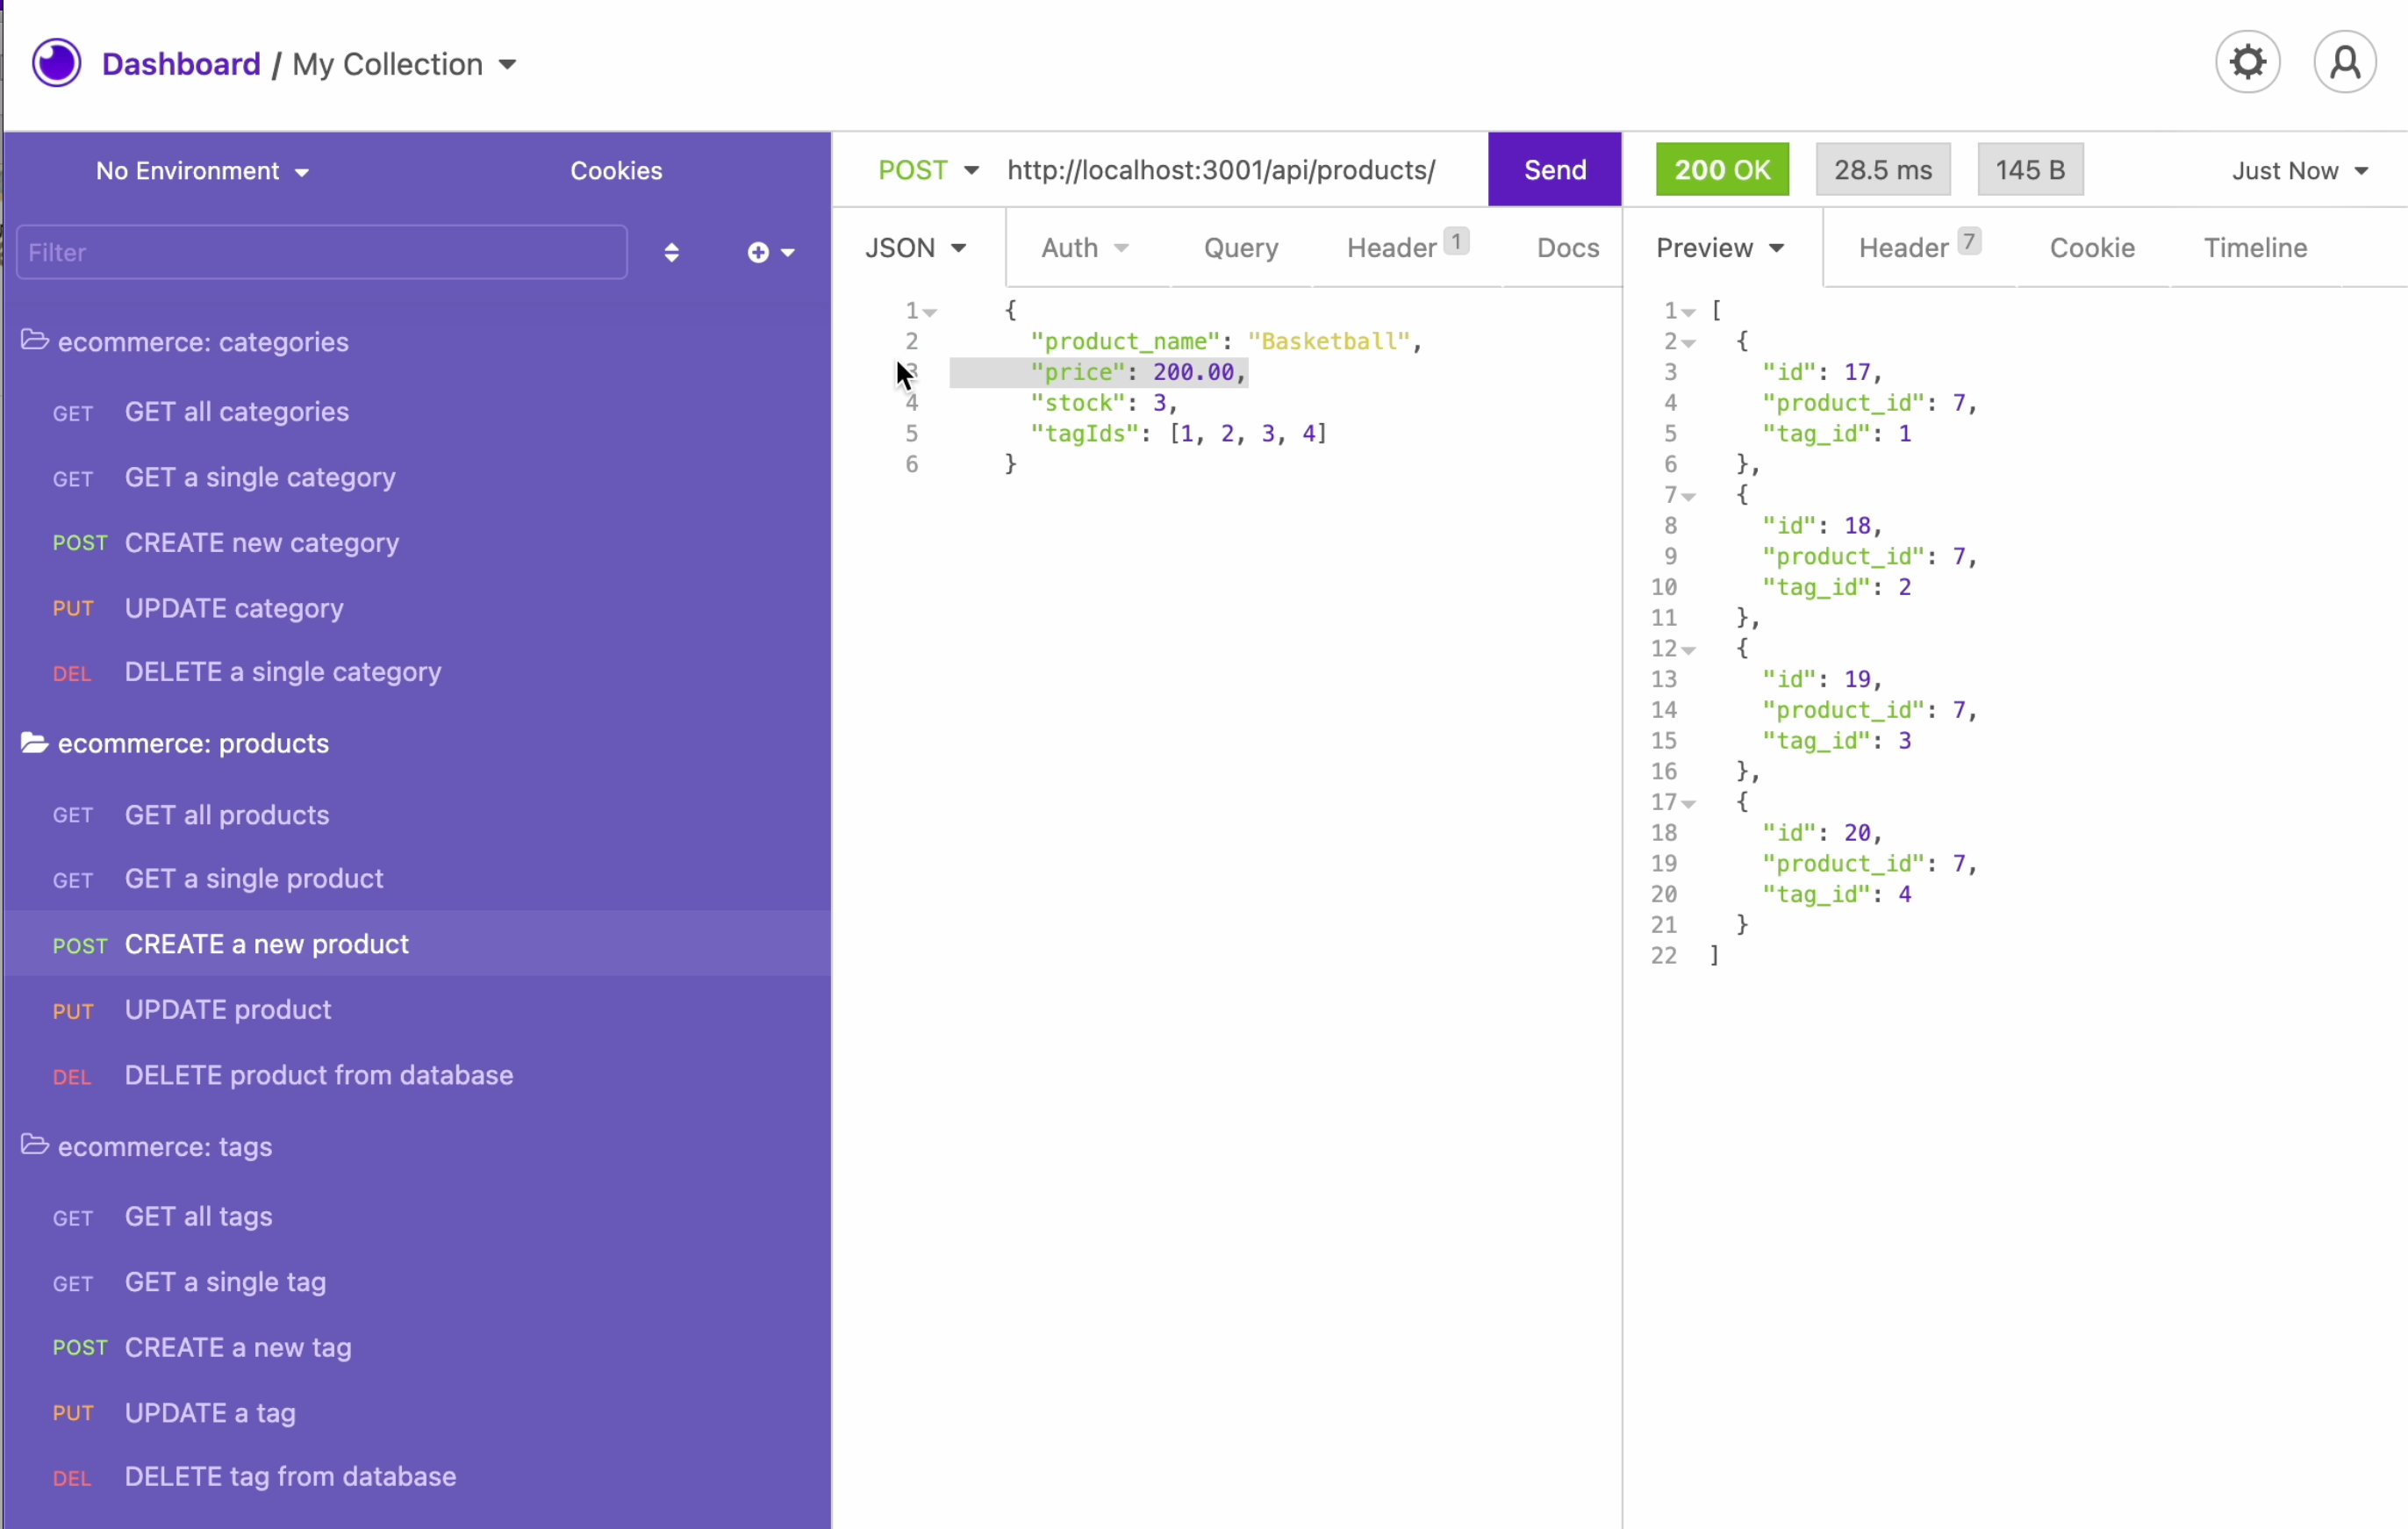 Dashboard / My Collection
No Environment
Cookies
Filter
ecommerce: categories
GET GET all categories
GET GET a single category
POST CREATE new category
PUT UPDATE category
DEL DELETE a single category
ecommerce: products
GET GET all products
GET GET a single product
POST CREATE a new product
PUT UPDATE product
DEL DELETE product from database
ecommerce: tags
GET GET all tags
GET GET a single tag
POST CREATE a new tag
PUT UPDATE a tag
DEL DELETE tag from database
POST http://localhost:3001/api/products/ Send
JSON Auth Query Header 1 Docs
1 {
2 "product_name": "Basketball",
3 "price": 200.00,
4 "stock": 3,
5 "tagIds": [1, 2, 3, 4]
6 }
200 OK 28.5 ms 145 B Just Now
Preview Header 7 Cookie Timeline
1 [
2 {
3 "id": 17,
4 "product_id": 7,
5 "tag_id": 1
6 },
7 {
8 "id": 18,
9 "product_id": 7,
10 "tag_id": 2
11 },
12 {
13 "id": 19,
14 "product_id": 7,
15 "tag_id": 3
16 },
17 {
18 "id": 20,
19 "product_id": 7,
20 "tag_id": 4
21 }
22 ]